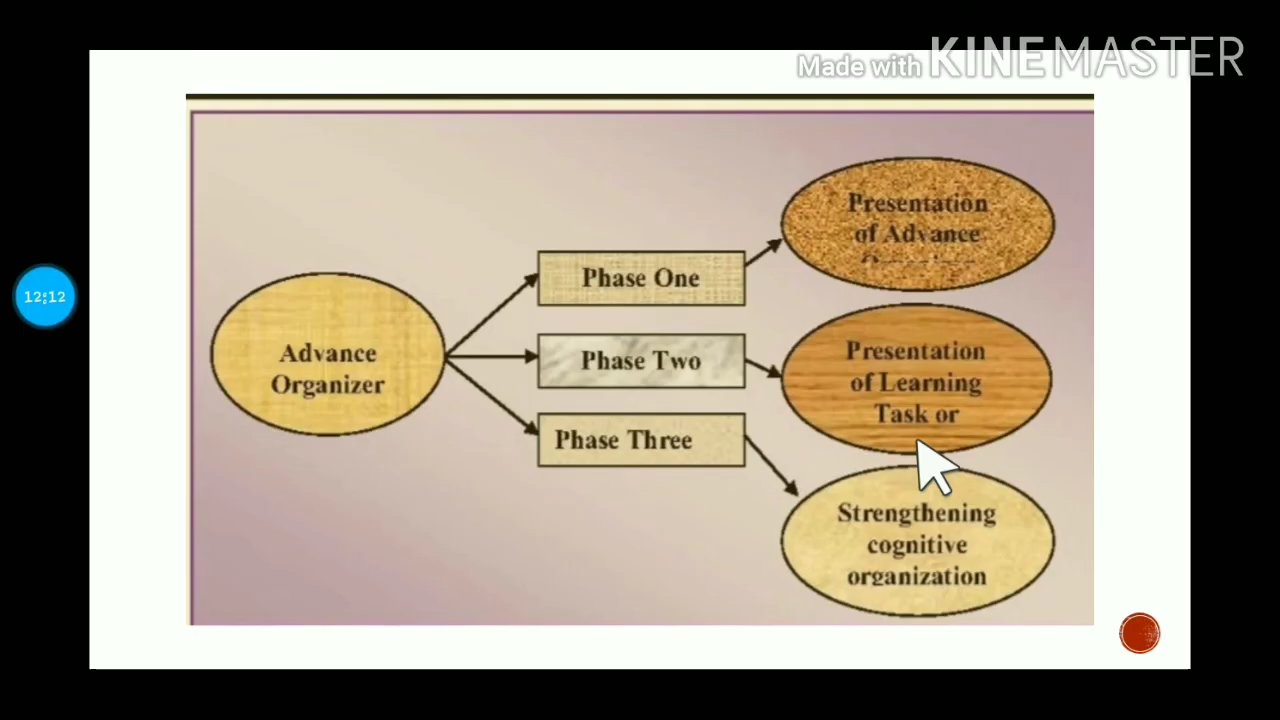 Made with KINEMASTER
12:12
Advance
Organizer
Phase One
Phase Two
Phase Three
Presentation
of Advance
Presentation
of Learning
Task or
Strengthening
cognitive
organization